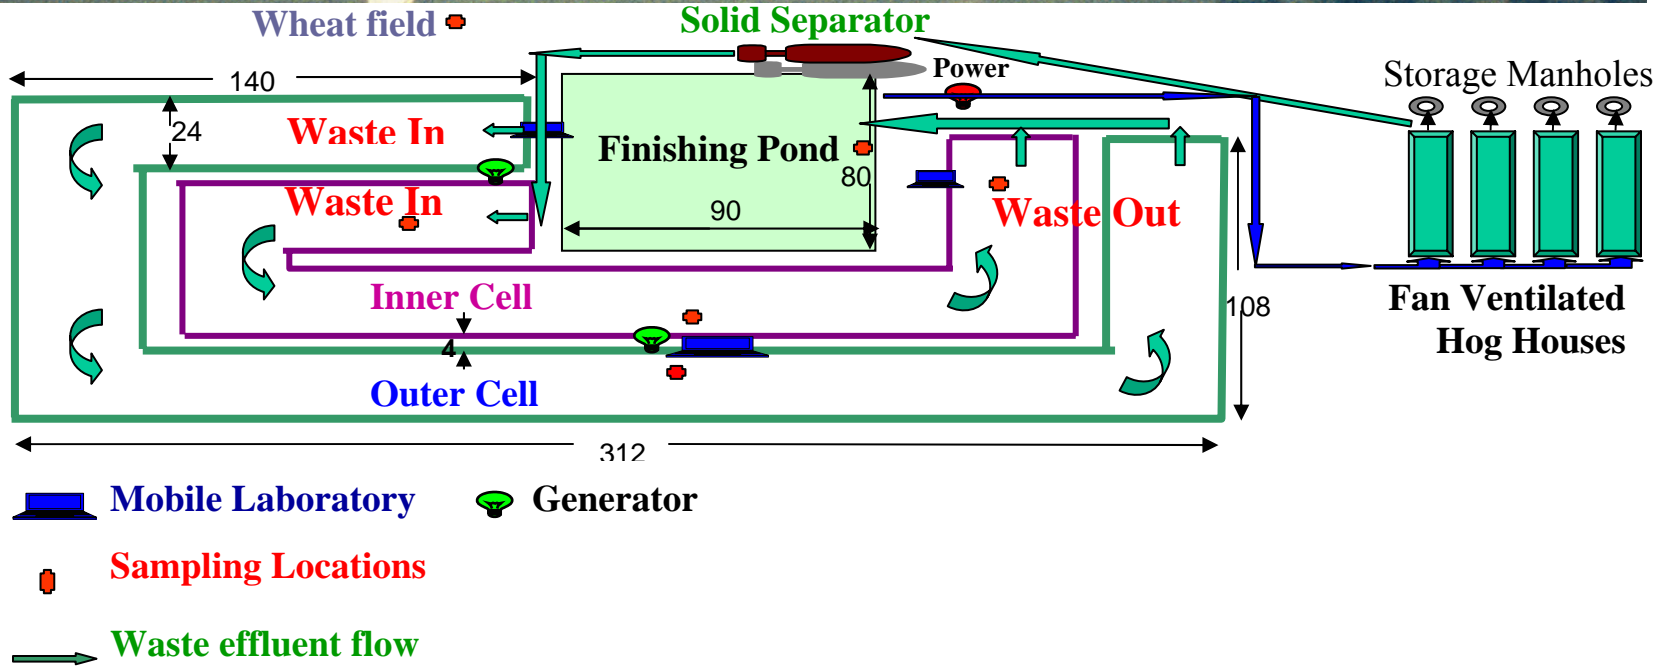 Wheat field
Solid Separator
Power
Storage Manholes
140
24
Waste In
Finishing Pond
80
Waste In
90
Waste Out
Inner Cell
108
Fan Ventilated
Hog Houses
4
Outer Cell
312
Mobile Laboratory
Generator
Sampling Locations
Waste effluent flow